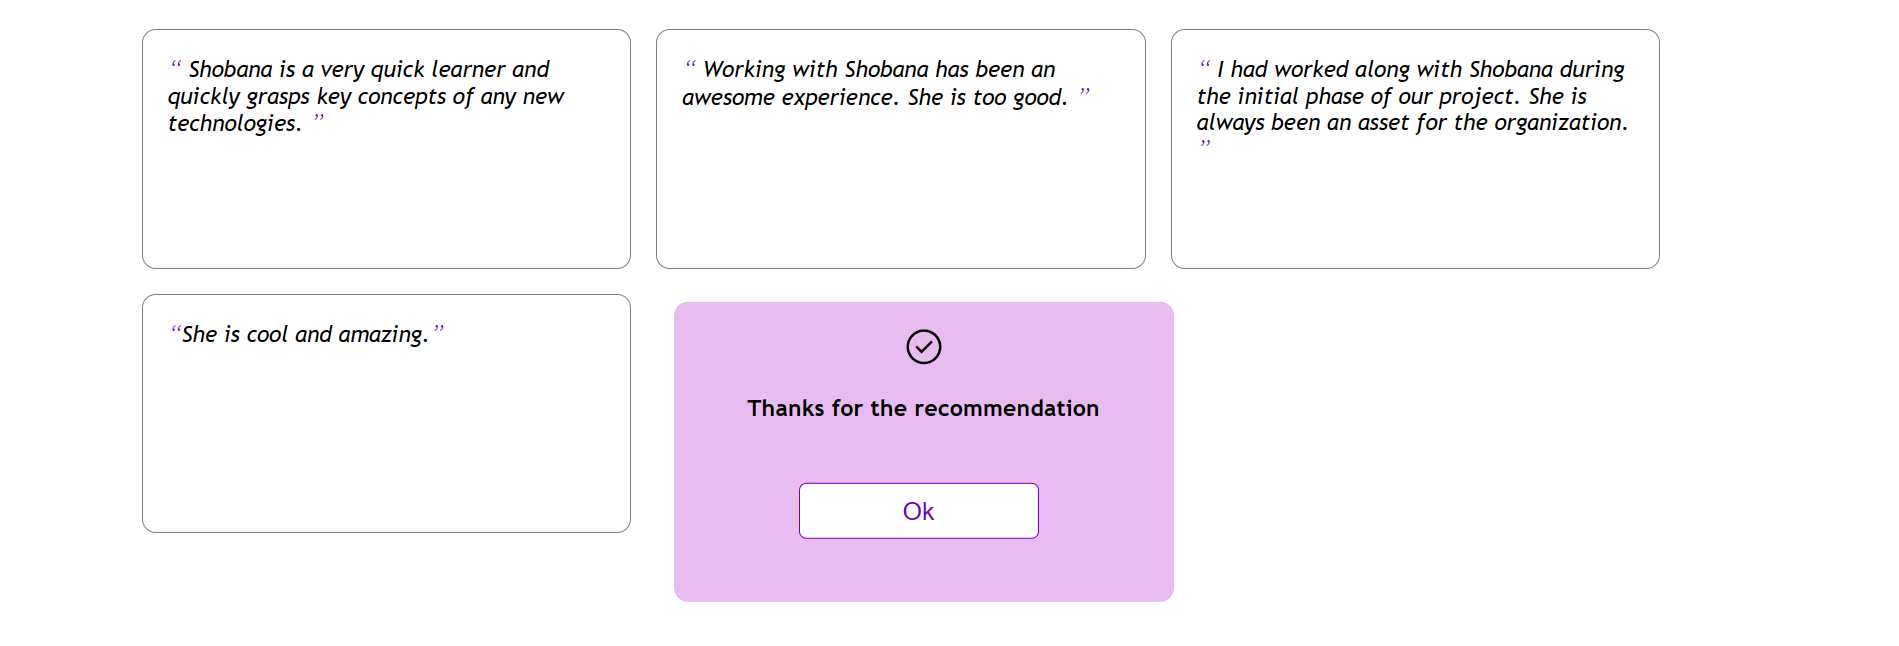 “ Shobana is a very quick learner and
quickly grasps key concepts of any new
technologies. ”
“ Working with Shobana has been an
awesome experience. She is too good. ”
“ I had worked along with Shobana during
the initial phase of our project. She is
always been an asset for the organization.
”
“She is cool and amazing.”
Thanks for the recommendation
Ok